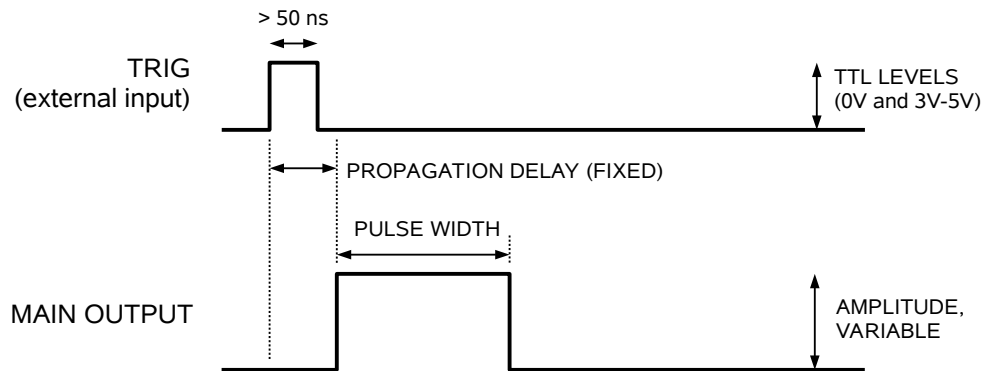 > 50 ns
TRIG
(external input)
TTL LEVELS
(0V and 3V-5V)
PROPAGATION DELAY (FIXED)
PULSE WIDTH
MAIN OUTPUT
AMPLITUDE,
VARIABLE